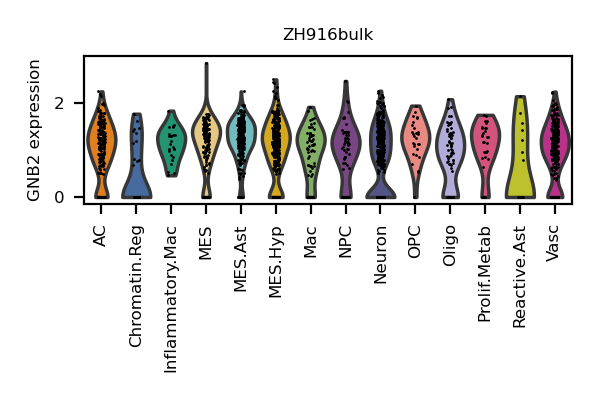 ZH916bulk
GNB2 expression
2
0
AC
Chromatin.Reg
Inflammatory.Mac
MES
MES.Ast
MES.Hyp
Mac
NPC
Neuron
OPC
Oligo
Prolif.Metab
Reactive.Ast
Vasc